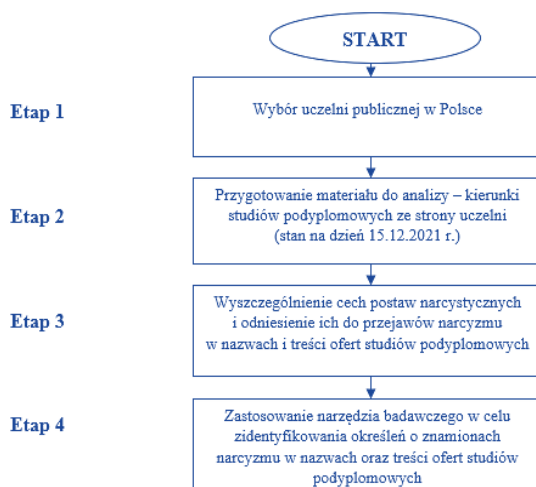 START
Etap 1
Wybór uczelni publicznej w Polsce
Etap 2
Przygotowanie materiału do analizy – kierunki
studiów podyplomowych ze strony uczelni
(stan na dzień 15.12.2021 r.)
Etap 3
Wyszczególnienie cech postaw narcystycznych
i odniesienie ich do przejawów narcyzmu
w nazwach i treści ofert studiów podyplomowych
Etap 4
Zastosowanie narzędzia badawczego w celu
zidentyfikowania określeń o znamionach
narcyzmu w nazwach oraz treści ofert studiów
podyplomowych